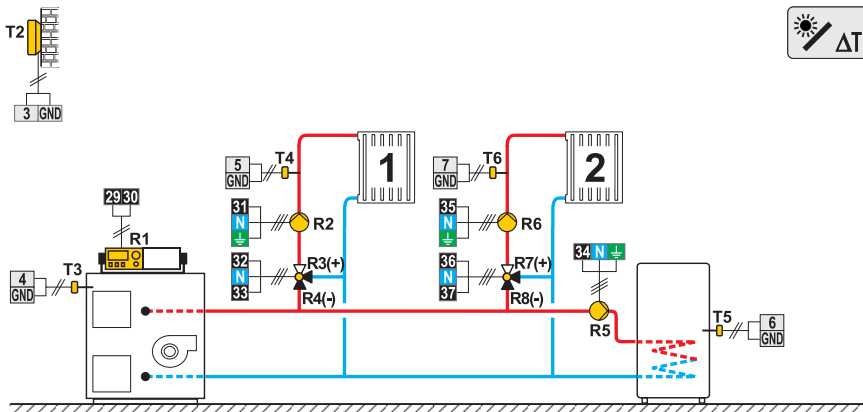 T2
3 GND
ΔT
5
GND
T4
1
7
GND
T6
2
29 30
R1
31
N
R2
35
N
R6
4
GND
T3
32
N
33
R3(+)
R4(-)
36
N
37
R7(+)
R8(-)
34 N
R5
T5
6
GND